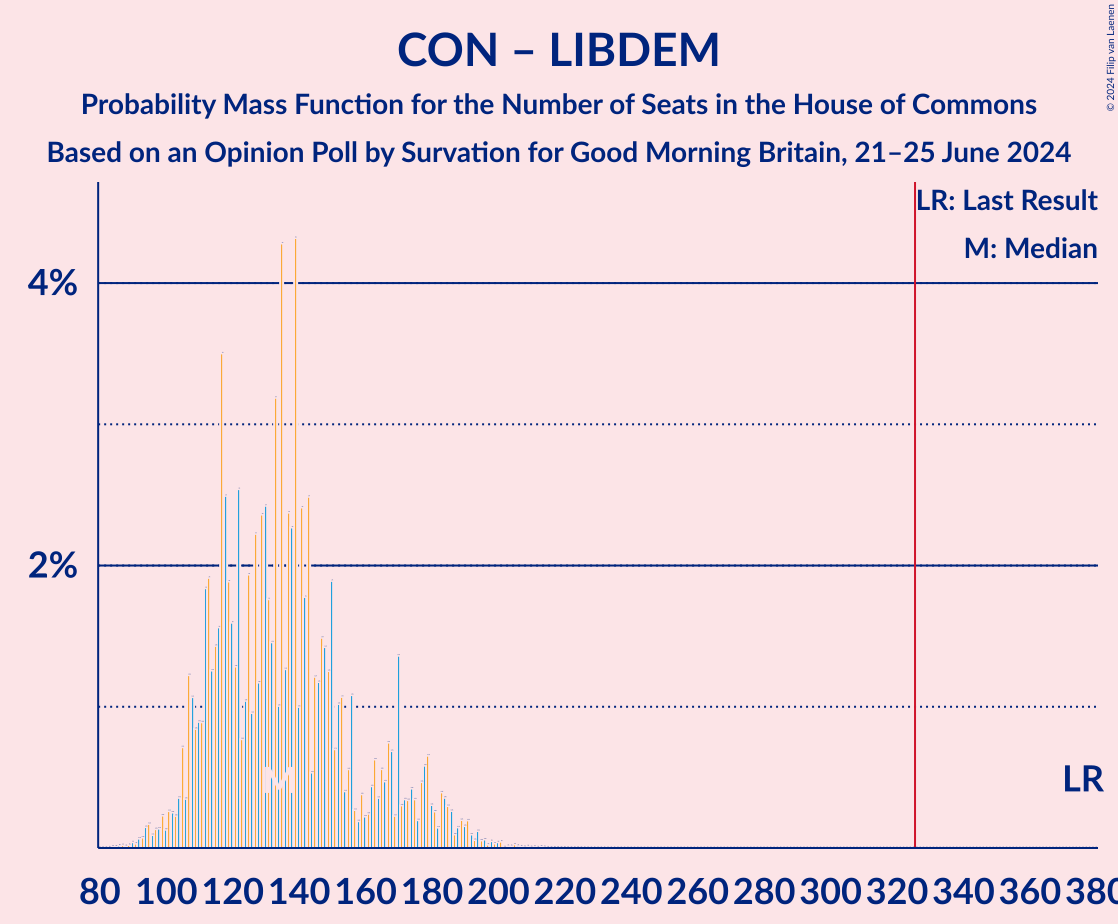 CON – LIBDEM
Probability Mass Function for the Number of Seats in the House of Commons
Based on an Opinion Poll by Survation for Good Morning Britain, 21–25 June 2024
© 2024 Filip van Laenen
LR: Last Result
M: Median
4%
2%
M
LR
80 100 120 140 160 180 200 220 240 260 280 300 320 340 360 380